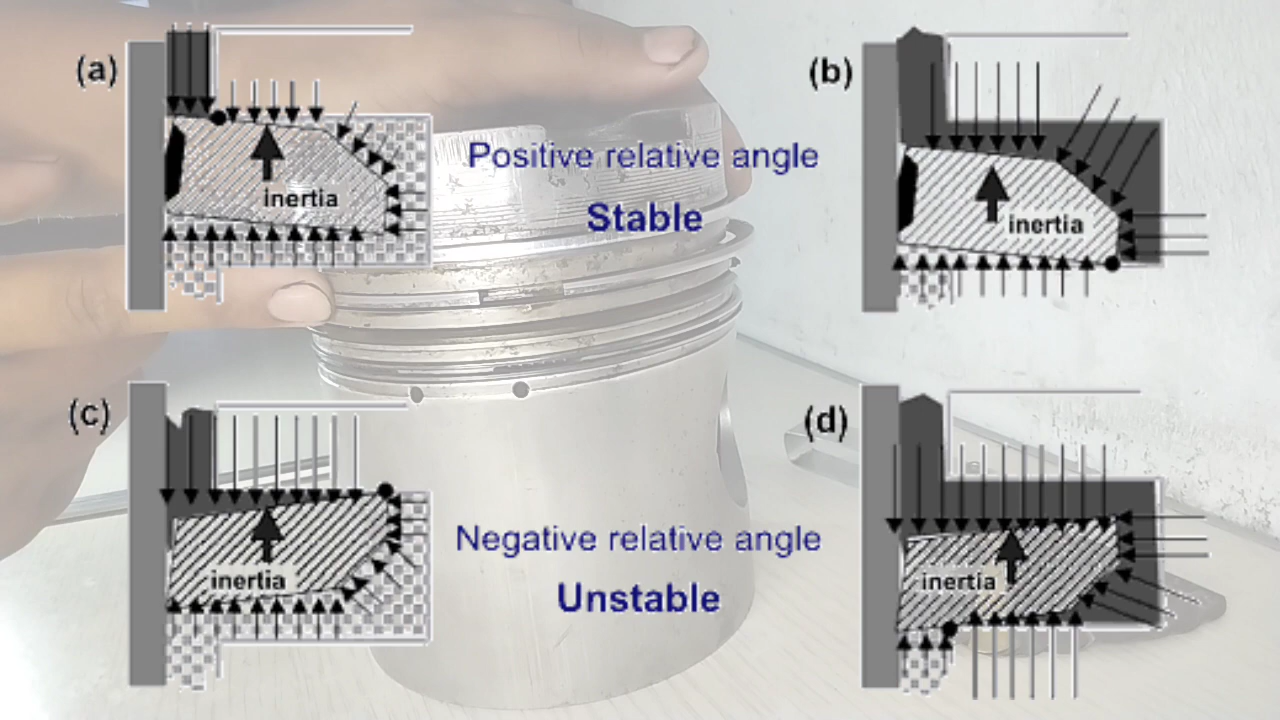 (a)
inertia
(b)
inertia
Positive relative angle
Stable
(c)
inertia
(d)
inertia
Negative relative angle
Unstable